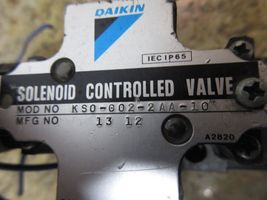 DAIKIN
IEC IP65
SOLENOID CONTROLLED VALVE
MOD NO KSO-G02-2AA-10
MFG NO 13 12
A2820